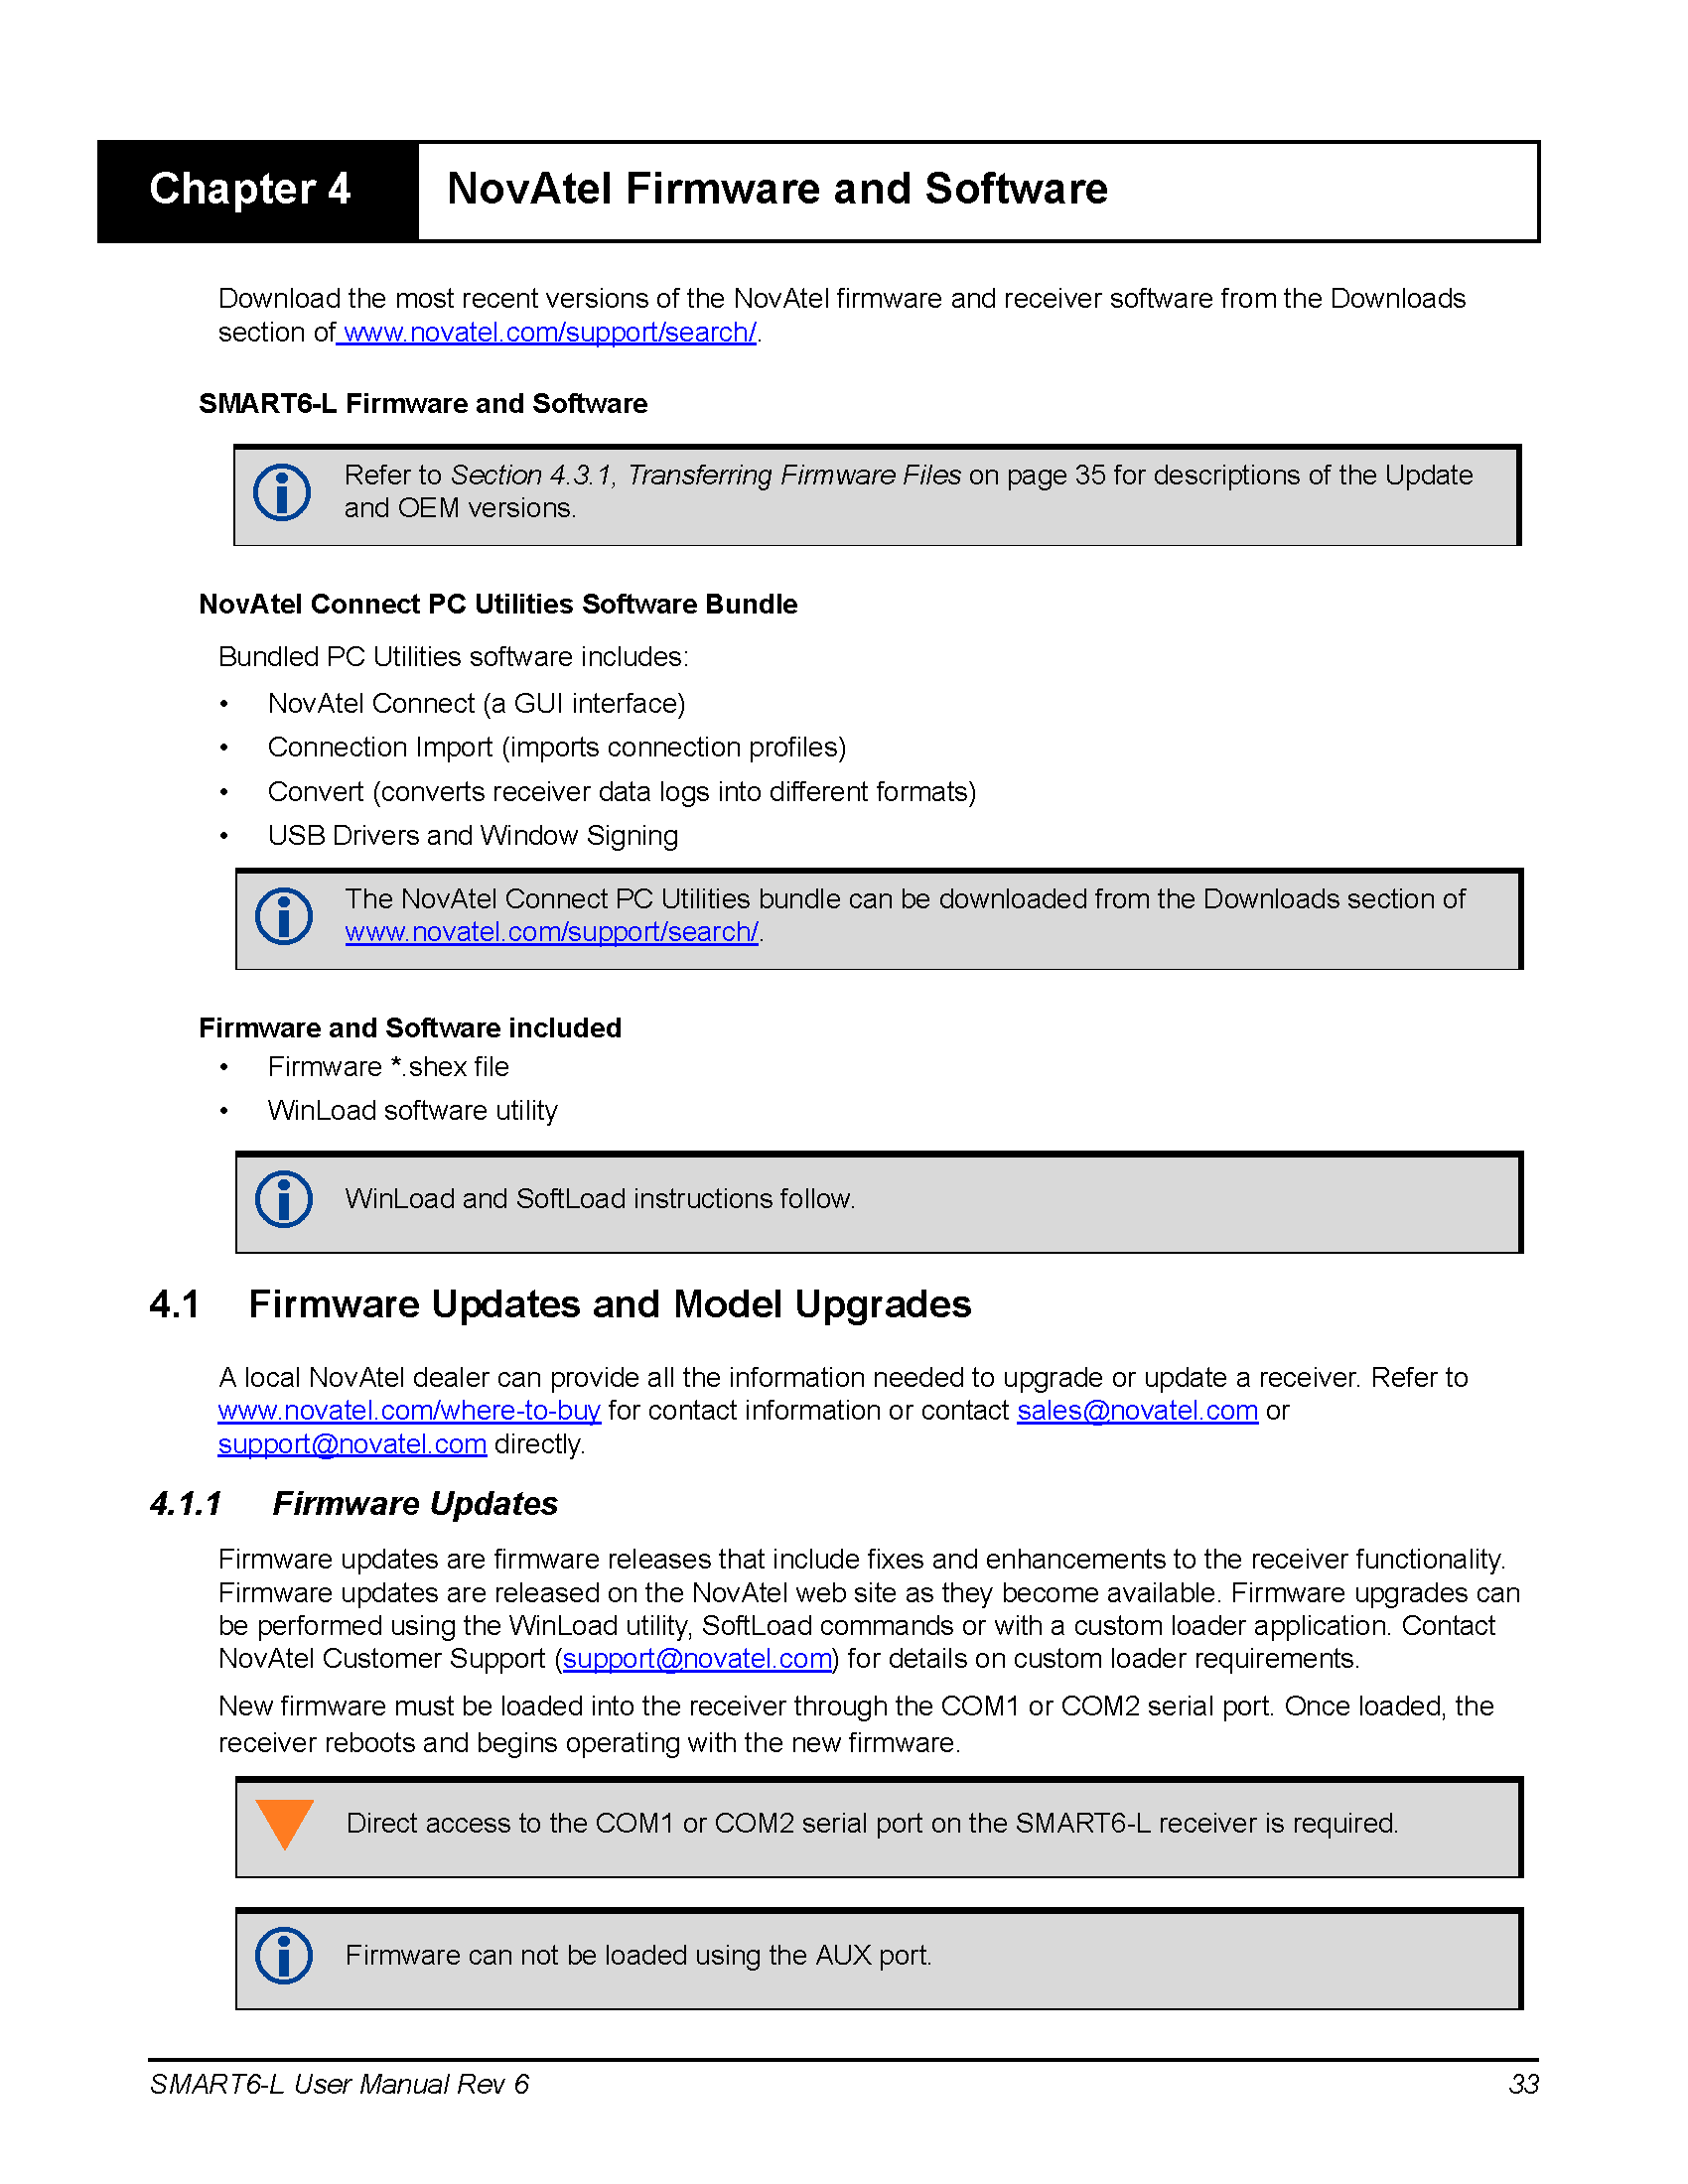 Chapter 4
NovAtel Firmware and Software
Download the most recent versions of the NovAtel firmware and receiver software from the Downloads
section of www.novatel.com/support/search/.
SMART6-L Firmware and Software
Refer to Section 4.3.1, Transferring Firmware Files on page 35 for descriptions of the Update
and OEM versions.
NovAtel Connect PC Utilities Software Bundle
Bundled PC Utilities software includes:
• NovAtel Connect (a GUI interface)
• Connection Import (imports connection profiles)
• Convert (converts receiver data logs into different formats)
• USB Drivers and Window Signing
The NovAtel Connect PC Utilities bundle can be downloaded from the Downloads section of
www.novatel.com/support/search/.
Firmware and Software included
• Firmware *.shex file
• WinLoad software utility
WinLoad and SoftLoad instructions follow.
4.1 Firmware Updates and Model Upgrades
A local NovAtel dealer can provide all the information needed to upgrade or update a receiver. Refer to
www.novatel.com/where-to-buy for contact information or contact sales@novatel.com or
support@novatel.com directly.
4.1.1 Firmware Updates
Firmware updates are firmware releases that include fixes and enhancements to the receiver functionality.
Firmware updates are released on the NovAtel web site as they become available. Firmware upgrades can
be performed using the WinLoad utility, SoftLoad commands or with a custom loader application. Contact
NovAtel Customer Support (support@novatel.com) for details on custom loader requirements.
New firmware must be loaded into the receiver through the COM1 or COM2 serial port. Once loaded, the
receiver reboots and begins operating with the new firmware.
Direct access to the COM1 or COM2 serial port on the SMART6-L receiver is required.
Firmware can not be loaded using the AUX port.
SMART6-L User Manual Rev 6
33